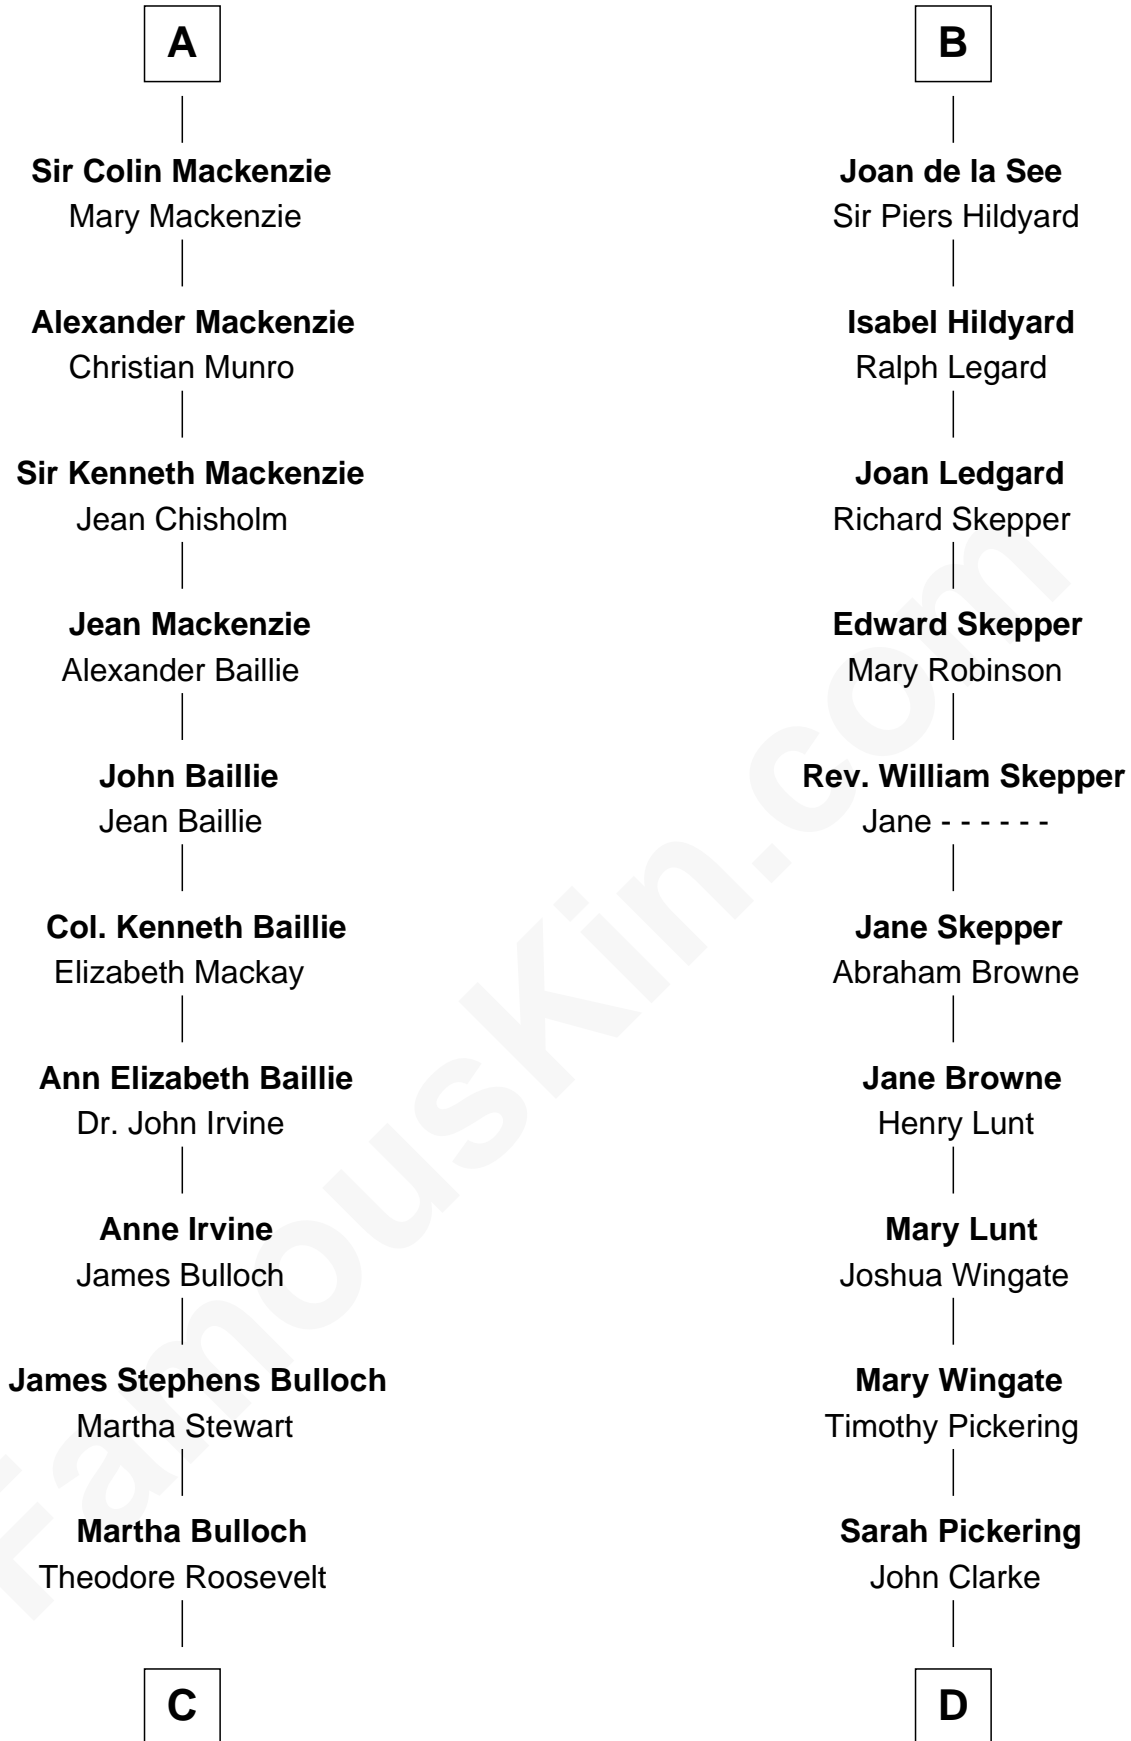 A
Sir Colin Mackenzie
Mary Mackenzie
Alexander Mackenzie
Christian Munro
Sir Kenneth Mackenzie
Jean Chisholm
Jean Mackenzie
Alexander Baillie
John Baillie
Jean Baillie
Col. Kenneth Baillie
Elizabeth Mackay
Ann Elizabeth Baillie
Dr. John Irvine
Anne Irvine
James Bulloch
James Stephens Bulloch
Martha Stewart
Martha Bulloch
Theodore Roosevelt
C
B
Joan de la See
Sir Piers Hildyard
Isabel Hildyard
Ralph Legard
Joan Ledgard
Richard Skepper
Edward Skepper
Mary Robinson
Rev. William Skepper
Jane - - - - - -
Jane Skepper
Abraham Browne
Jane Browne
Henry Lunt
Mary Lunt
Joshua Wingate
Mary Wingate
Timothy Pickering
Sarah Pickering
John Clarke
D
FamousKin.com